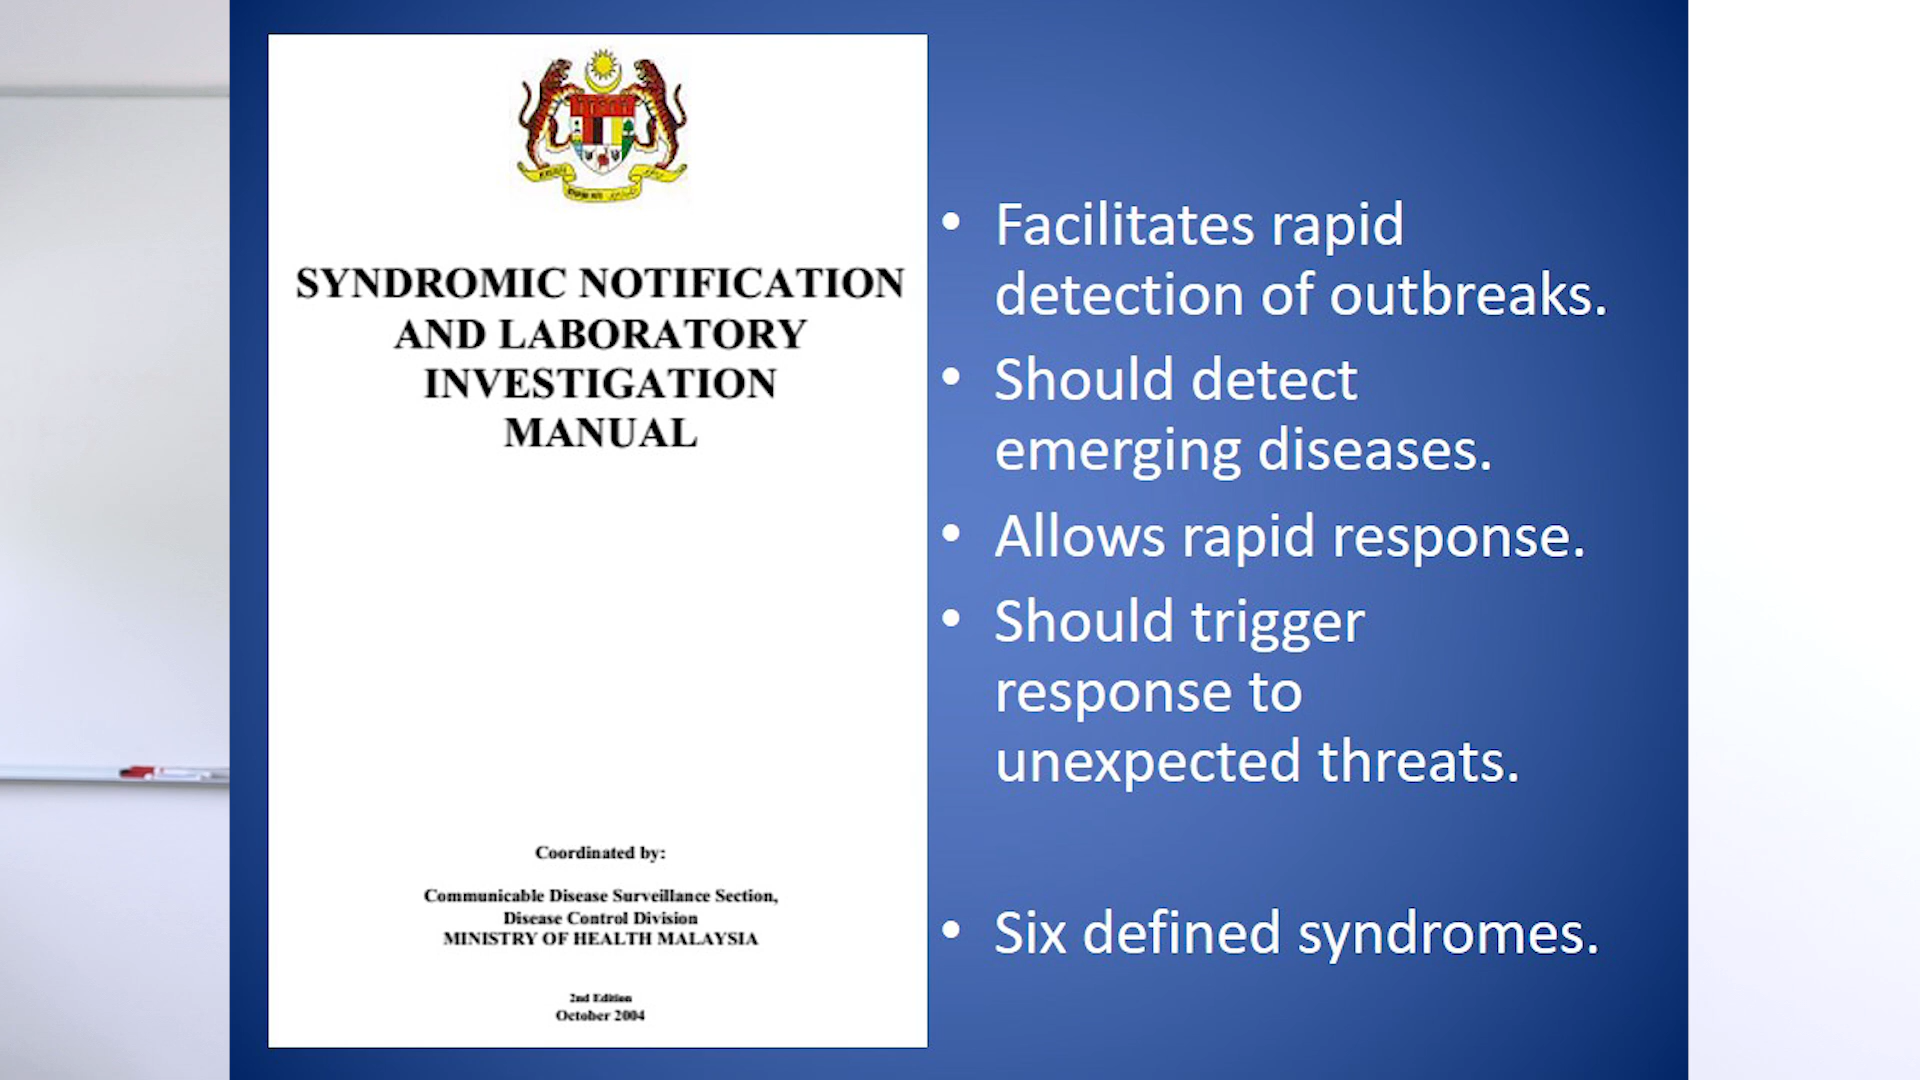 SYNDROMIC NOTIFICATION
AND LABORATORY
INVESTIGATION
MANUAL
Coordinated by:
Communicable Disease Surveillance Section,
Disease Control Division
MINISTRY OF HEALTH MALAYSIA
2nd Edition
October 2004
• Facilitates rapid
detection of outbreaks.
• Should detect
emerging diseases.
• Allows rapid response.
• Should trigger
response to
unexpected threats.
• Six defined syndromes.